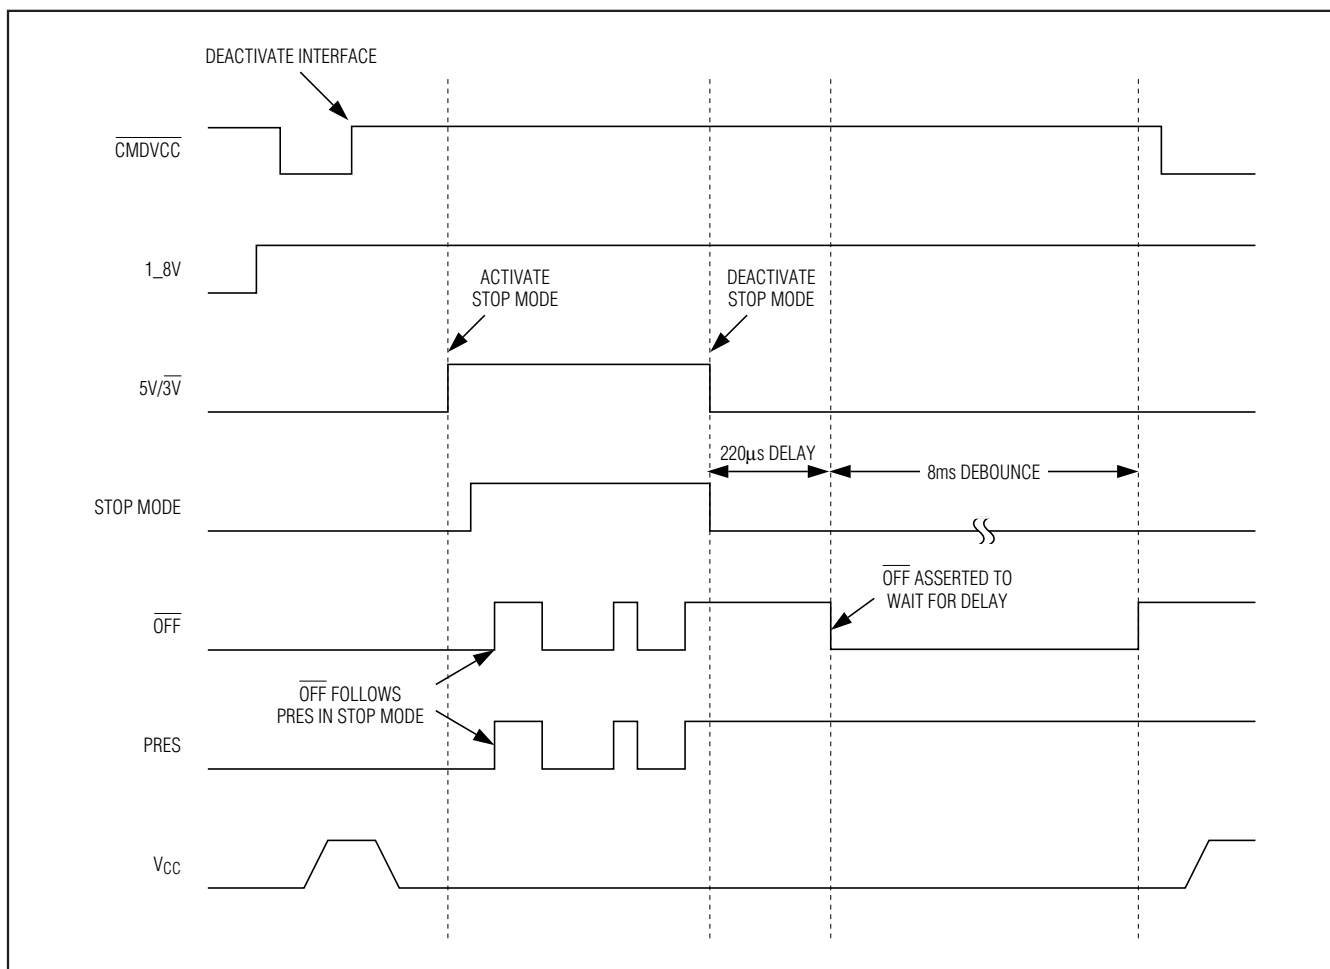 DEACTIVATE INTERFACE
CMDVCC
1_8V
ACTIVATE
STOP MODE
DEACTIVATE
STOP MODE
5V/3V
220µs DELAY
8ms DEBOUNCE
STOP MODE
OFF ASSERTED TO
WAIT FOR DELAY
OFF
OFF FOLLOWS
PRES IN STOP MODE
PRES
VCC